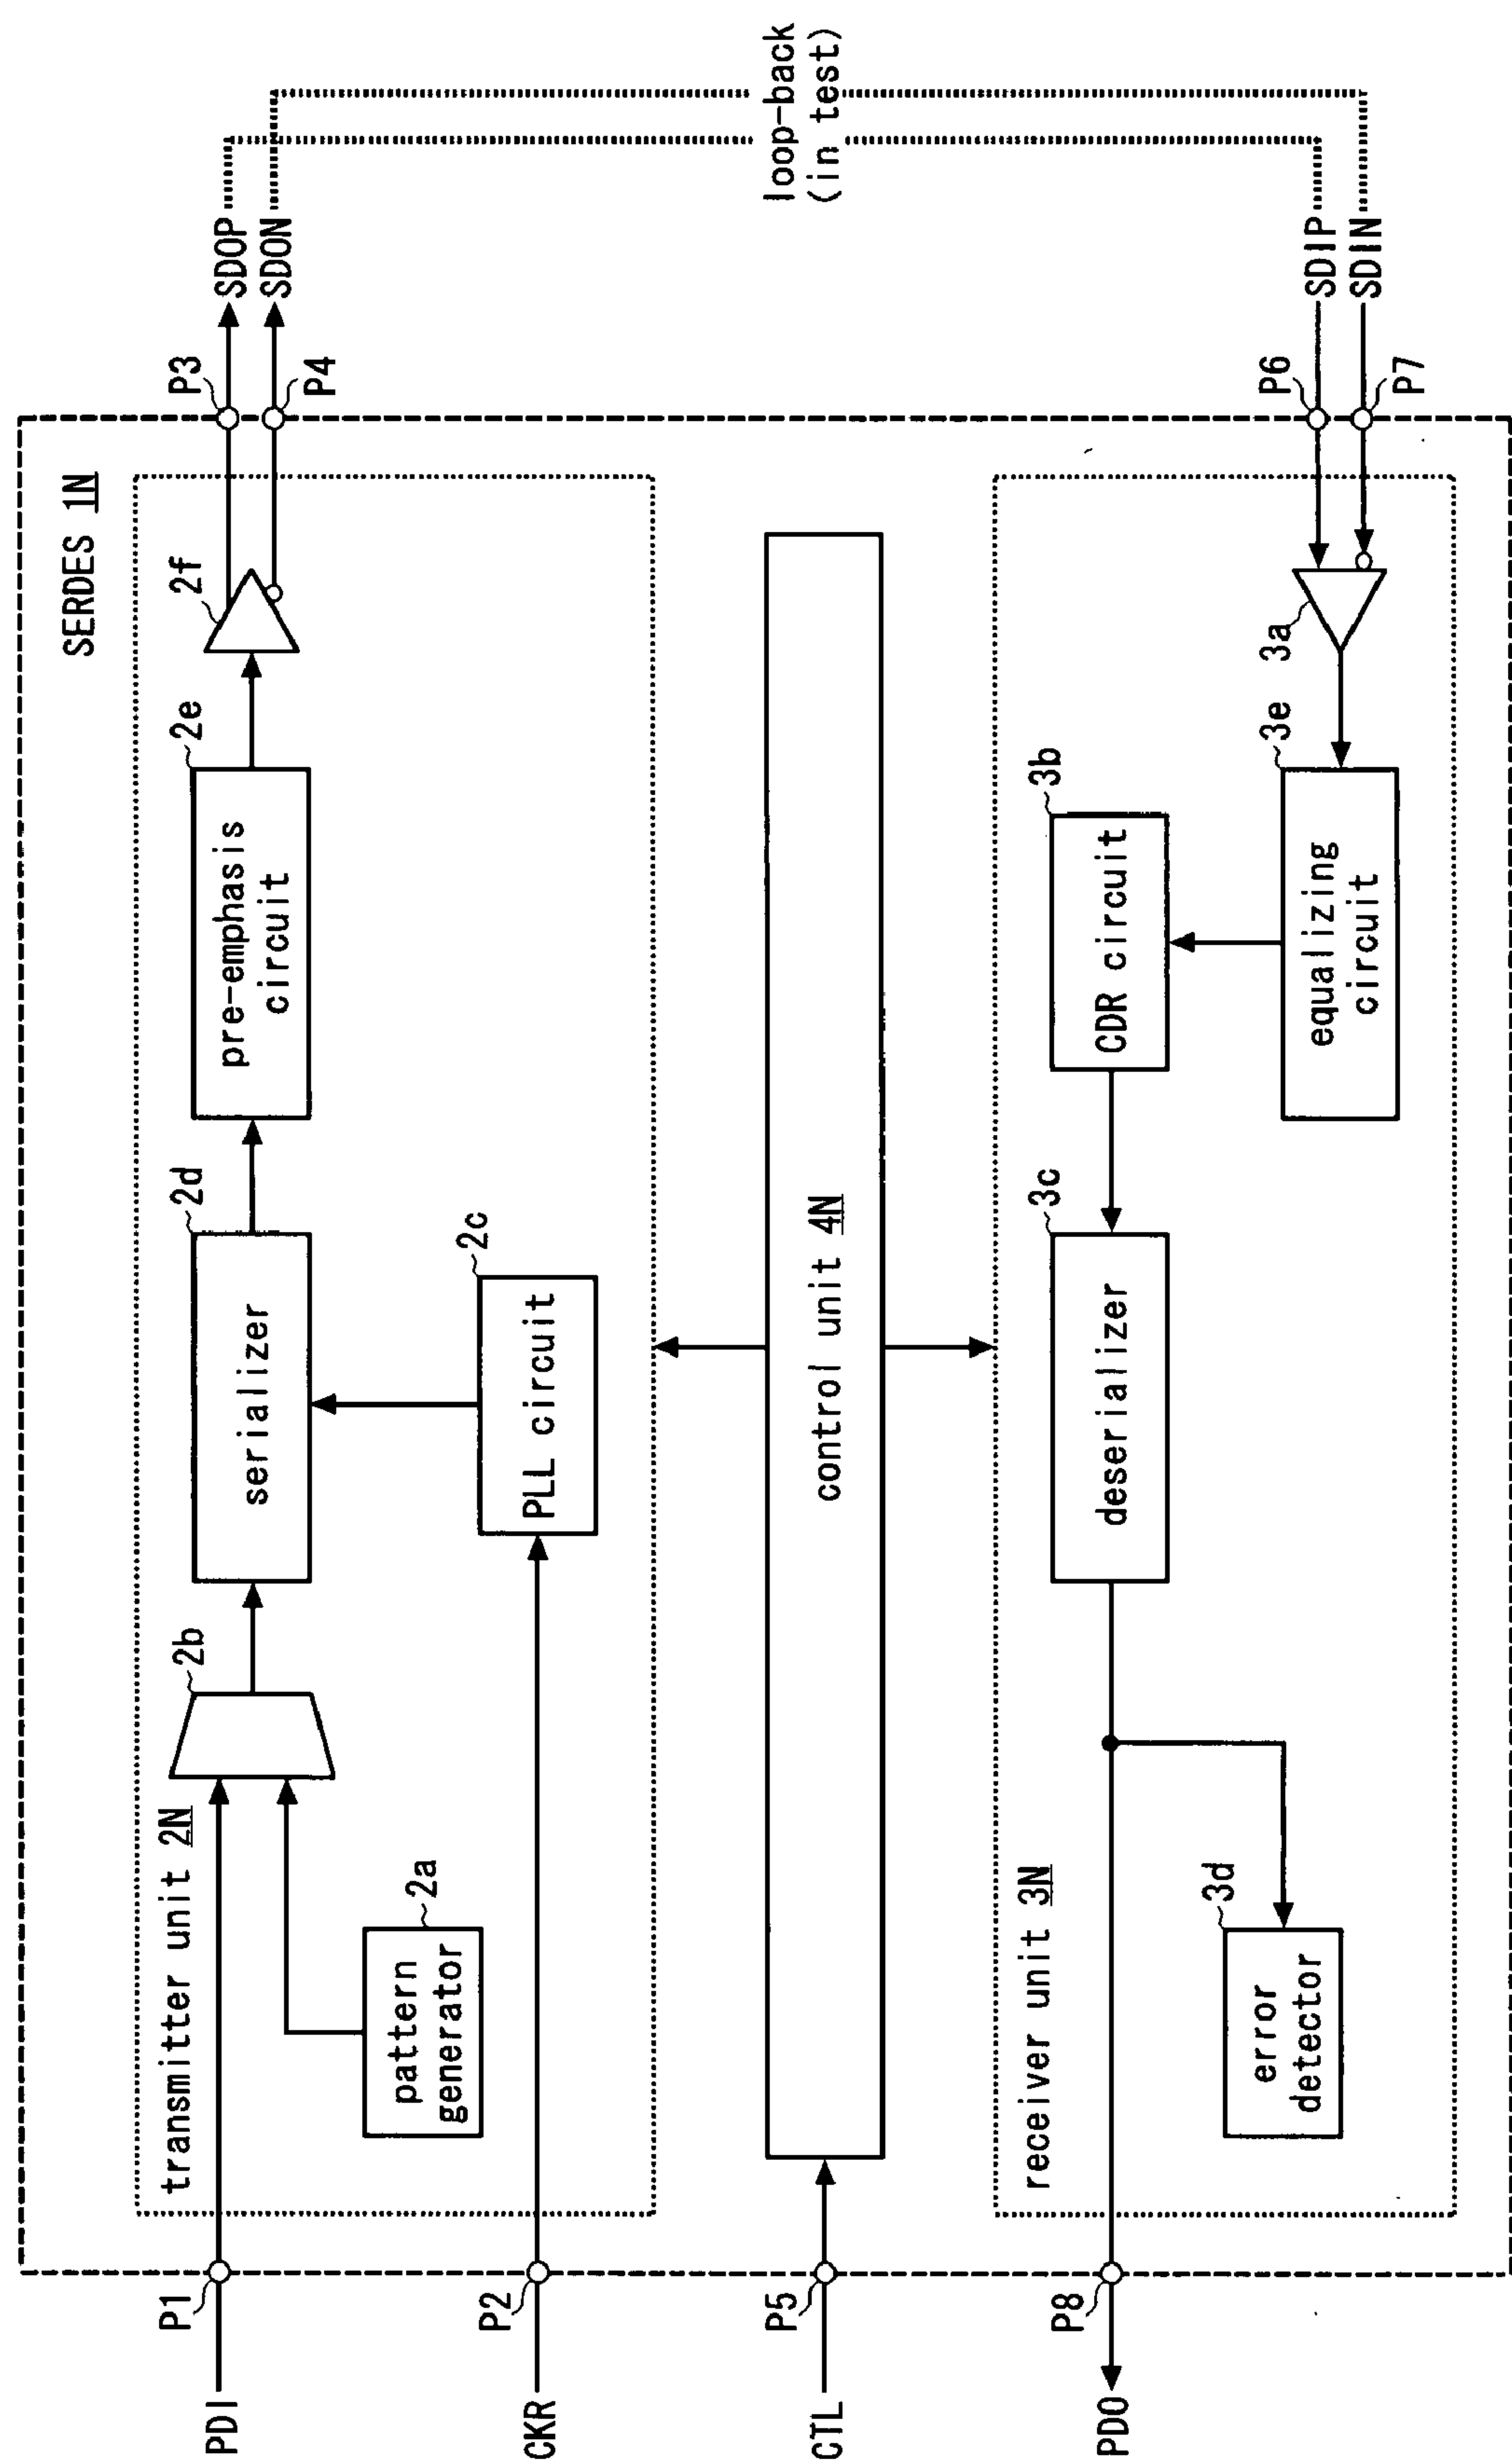 SERDES 1N
transmitter unit 2N
PDI
P1
2b
serializer
2d
pre-emphasis
circuit
2e
2f
P3
SDOP
P4
SDON
pattern
generator
2a
CKR
P2
PLL circuit
2c
loop-back
(in test)
CTL
P5
control unit 4N
receiver unit 3N
PDO
P8
deserializer
3c
CDR circuit
3b
error
detector
3d
equalizing
circuit
3e
3a
P6
SDIP
P7
SDIN